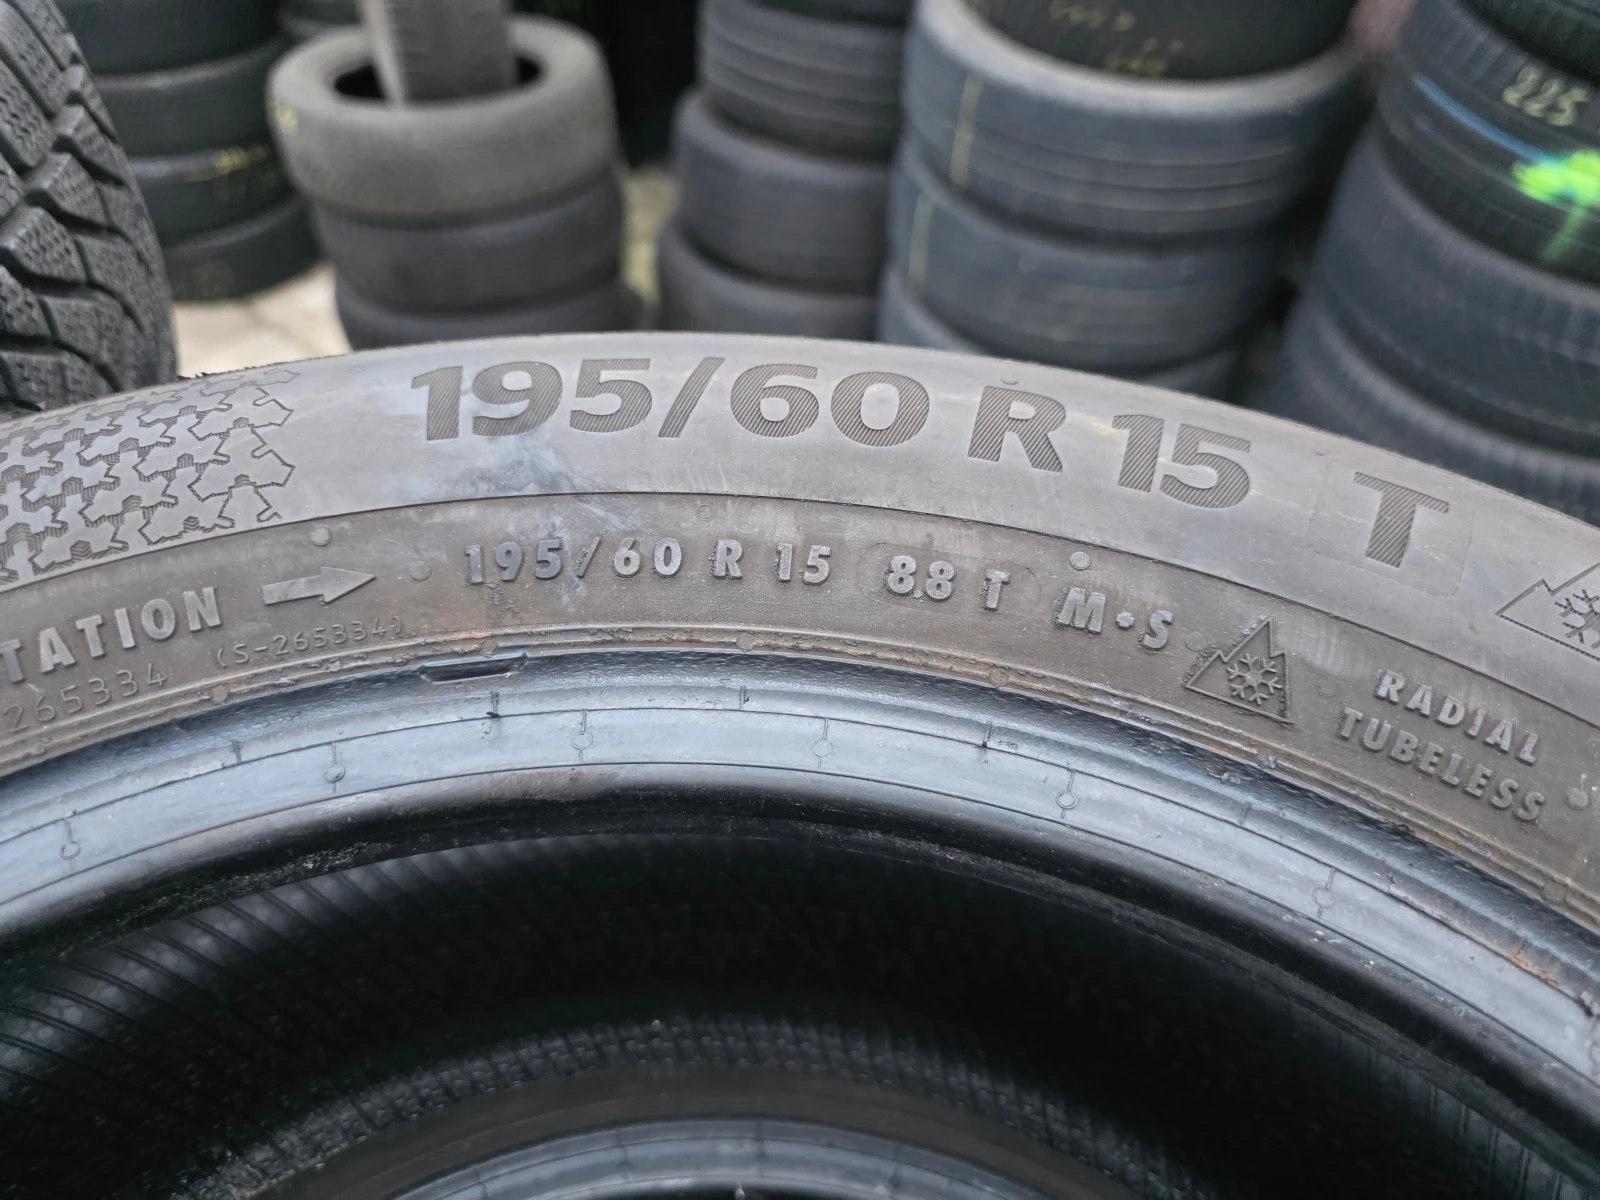 195/60 R 15 T
195/60 R 15 88 T M+S
TATION
265334 (S-265334)
RADIAL
TUBELESS
225